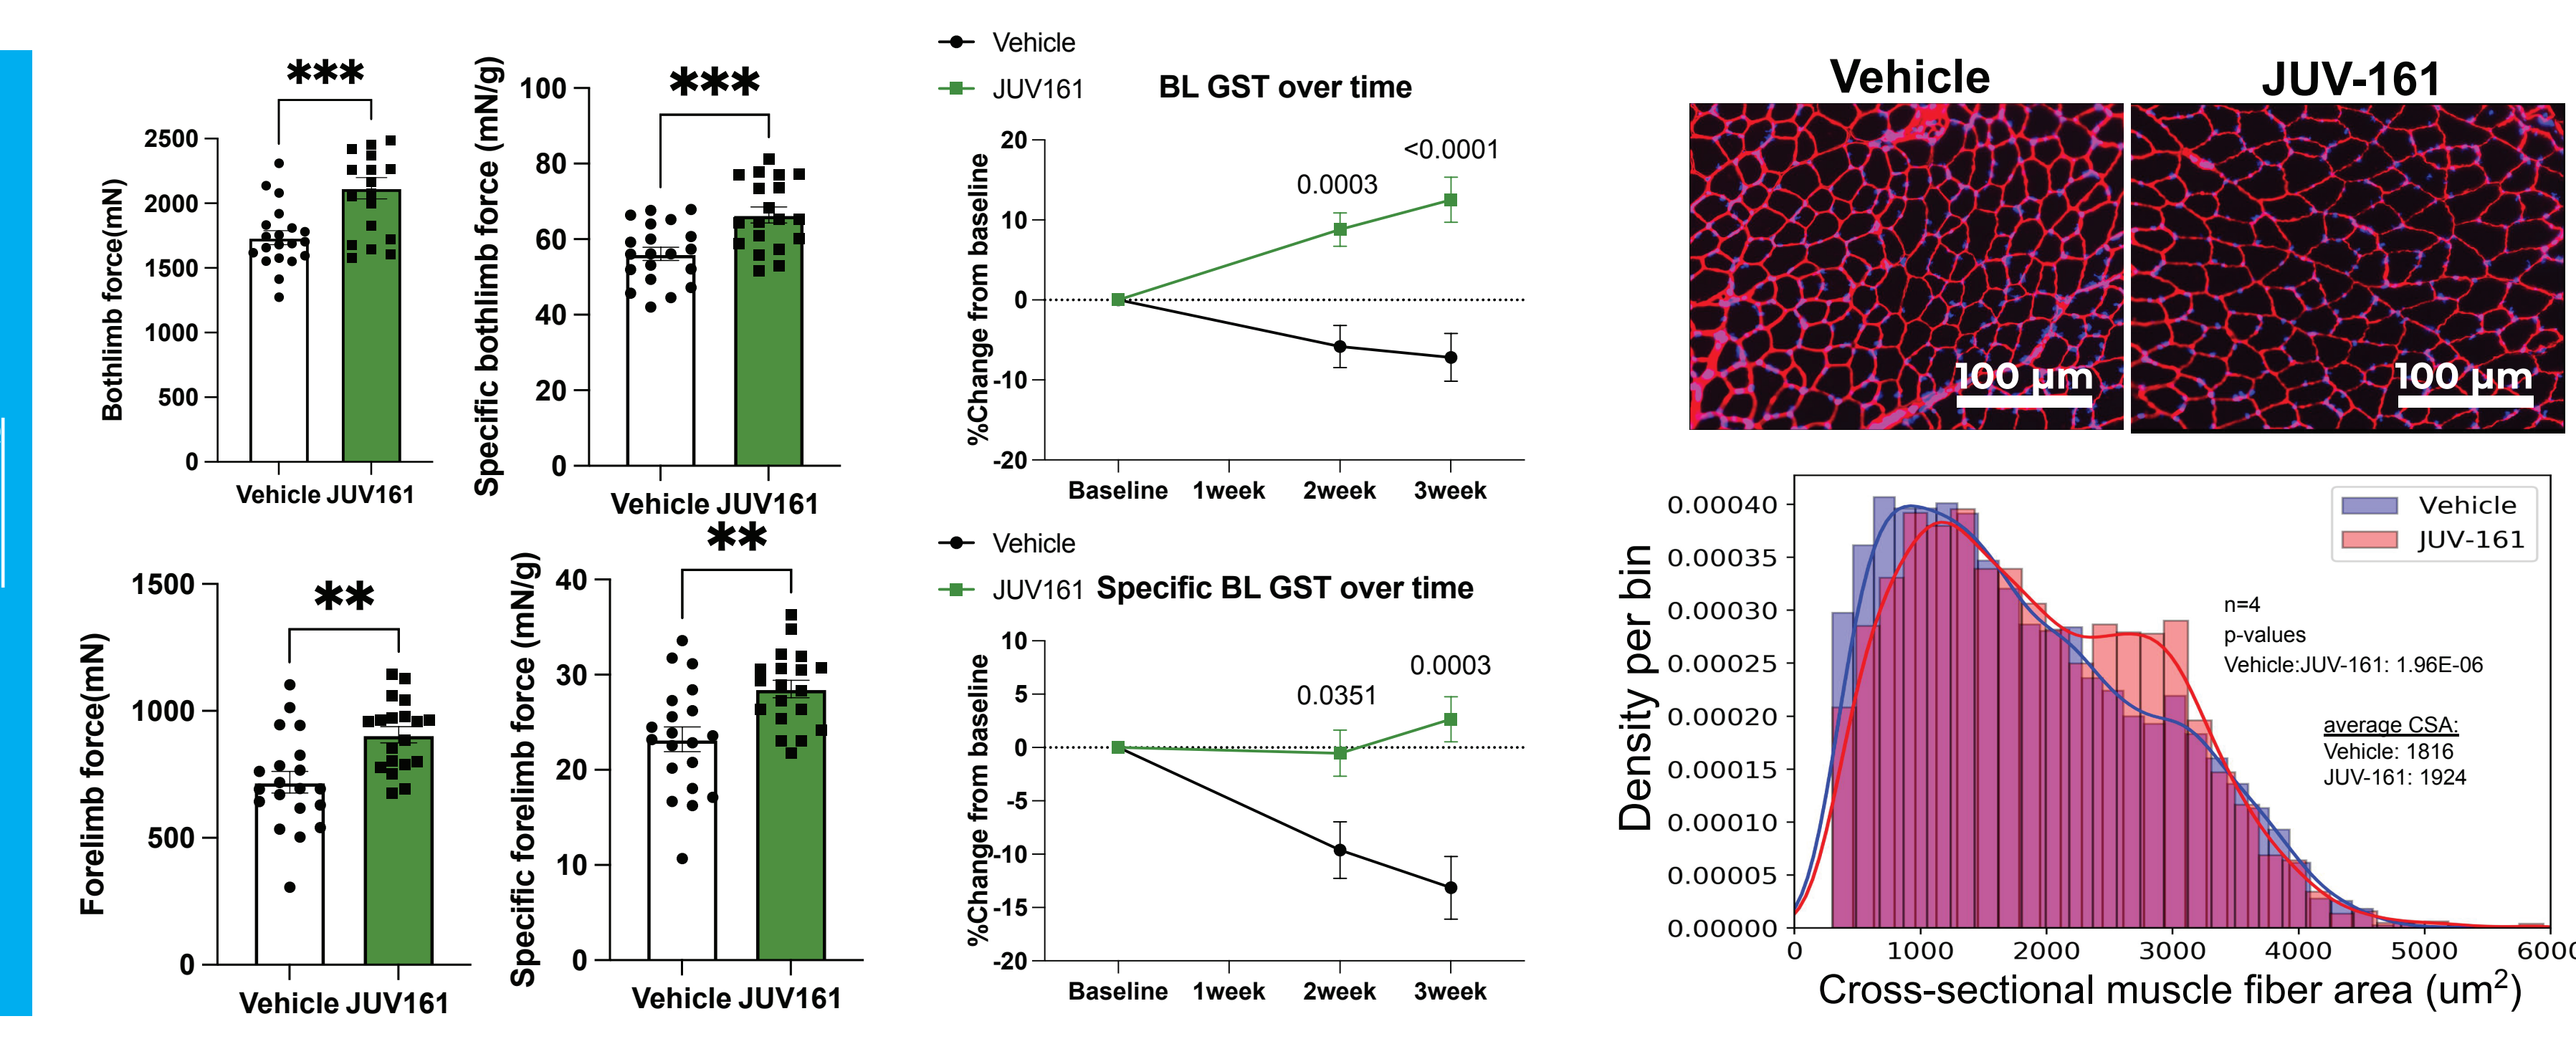 ***
Bothlimb force(mN)
2500
2000
1500
1000
500
0
Vehicle JUV161
***
Specific bothlimb force (mN/g)
100
80
60
40
20
0
Vehicle JUV161
Vehicle
JUV161
BL GST over time
%Change from baseline
20
10
0
-10
-20
0.0003
<0.0001
Baseline 1week 2week 3week
Vehicle
JUV-161
100 µm
100 µm
**
Forelimb force(mN)
1500
1000
500
0
Vehicle JUV161
**
Specific forelimb force (mN/g)
40
30
20
10
0
Vehicle JUV161
Vehicle
JUV161
Specific BL GST over time
%Change from baseline
10
5
0
-5
-10
-15
-20
0.0351
0.0003
Baseline 1week 2week 3week
Density per bin
0.00040
0.00035
0.00030
0.00025
0.00020
0.00015
0.00010
0.00005
0.00000
Vehicle
JUV-161
n=4
p-values
Vehicle:JUV-161: 1.96E-06
average CSA:
Vehicle: 1816
JUV-161: 1924
0 1000 2000 3000 4000 5000 6000
Cross-sectional muscle fiber area (um²)